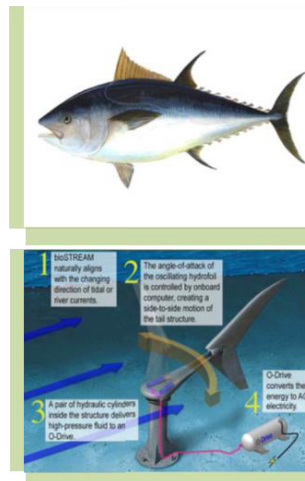 1 bioSTREAM
naturally aligns
with the changing
direction of tidal or
river currents.
2 The angle-of-attack of
the oscillating hydrofoil
is controlled by onboard
computer, creating a
side-to-side motion of
the tail structure.
3 A pair of hydraulic cylinders
inside the structure delivers
high-pressure fluid to an
O-Drive.
4 O-Drive
converts the
energy to AC
electricity.
O-Drive